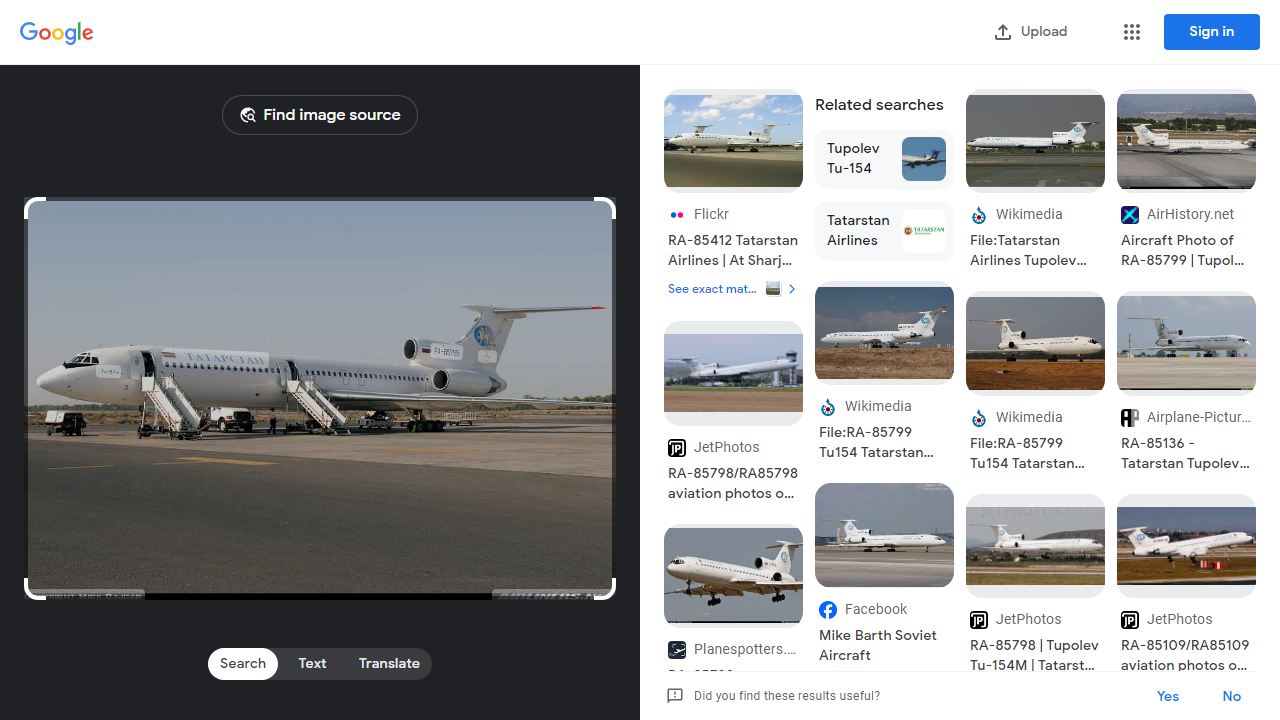 Google
Upload
Sign in
Find image source
ТАТАРСТАН
Search
Text
Translate
Flickr
RA-85412 Tatarstan
Airlines | At Sharj...
See exact mat...
JetPhotos
RA-85798/RA85798
aviation photos o...
Planespotters....
Related searches
Tupolev
Tu-154
Tatarstan
Airlines
TATARSTAN
Wikimedia
File:RA-85799
Tu154 Tatarstan...
Facebook
Mike Barth Soviet
Aircraft
Wikimedia
File:Tatarstan
Airlines Tupolev...
Wikimedia
File:RA-85799
Tu154 Tatarstan...
JETPHOTOS.NET
JetPhotos
RA-85798 | Tupolev
Tu-154M | Tatarst...
AirHistory.net
Aircraft Photo of
RA-85799 | Tupol...
Airplane-Pictur...
RA-85136 -
Tatarstan Tupolev...
JetPhotos
RA-85109/RA85109
aviation photos o...
Did you find these results useful?
Yes
No